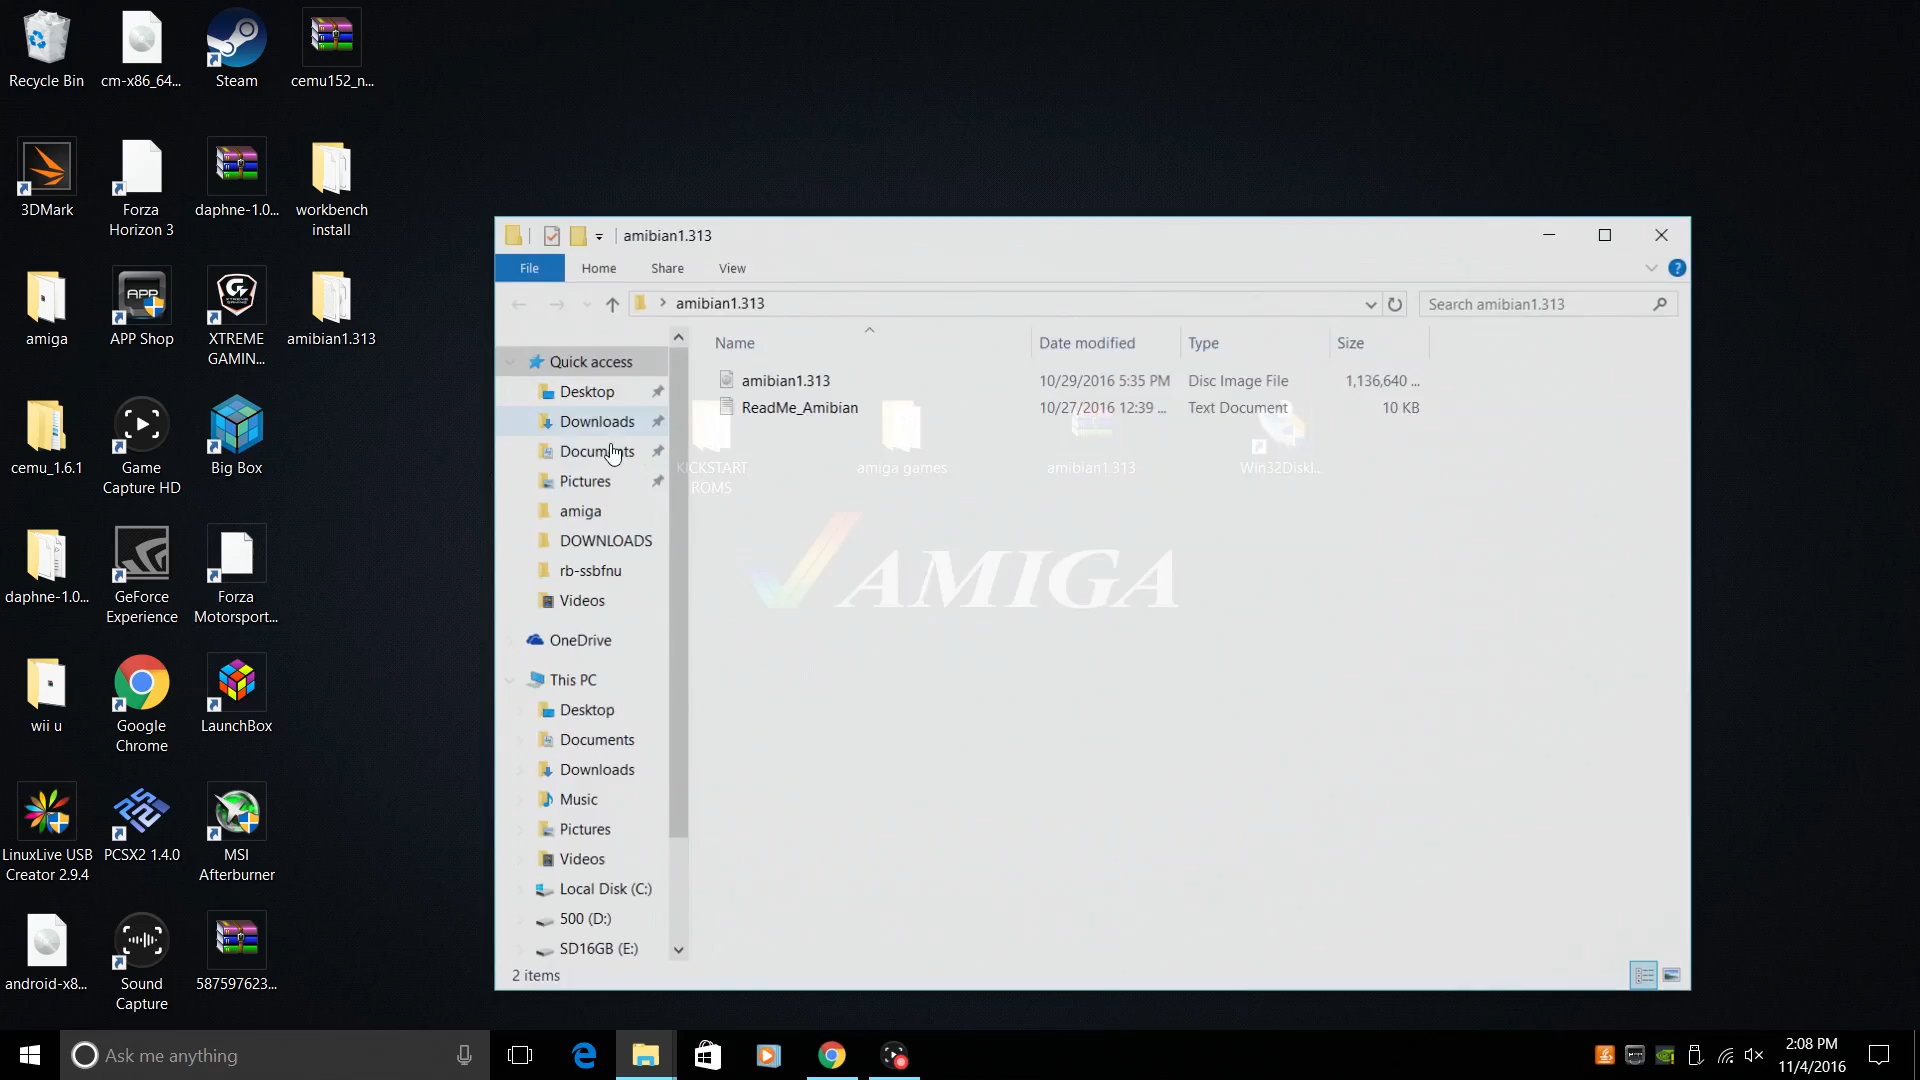 Recycle Bin
cm-x86_64...
Steam
cemu152_n...
3DMark
Forza
Horizon 3
daphne-1.0...
workbench
install
amiga
APP Shop
XTREME
GAMIN...
amibian1.313
cemu_1.6.1
Game
Capture HD
Big Box
daphne-1.0...
GeForce
Experience
Forza
Motorsport...
wii u
Google
Chrome
LaunchBox
LinuxLive USB
Creator 2.9.4
PCSX2 1.4.0
MSI
Afterburner
android-x8...
Sound
Capture
587597623...
APP
XTREME
GAMING
amibian1.313
File
Home
Share
View
amibian1.313
Search amibian1.313
Name
Date modified
Type
Size
amibian1.313
10/29/2016 5:35 PM
Disc Image File
1,136,640 ...
ReadMe_Amibian
10/27/2016 12:39 ...
Text Document
10 KB
Quick access
Desktop
Downloads
Documents
Pictures
amiga
DOWNLOADS
rb-ssbfnu
Videos
OneDrive
This PC
Desktop
Documents
Downloads
Music
Pictures
Videos
Local Disk (C:)
500 (D:)
SD16GB (E:)
2 items
KICKSTART
ROMS
amiga games
amibian1.313
Win32DiskI...
AMIGA
Ask me anything
2:08 PM
11/4/2016